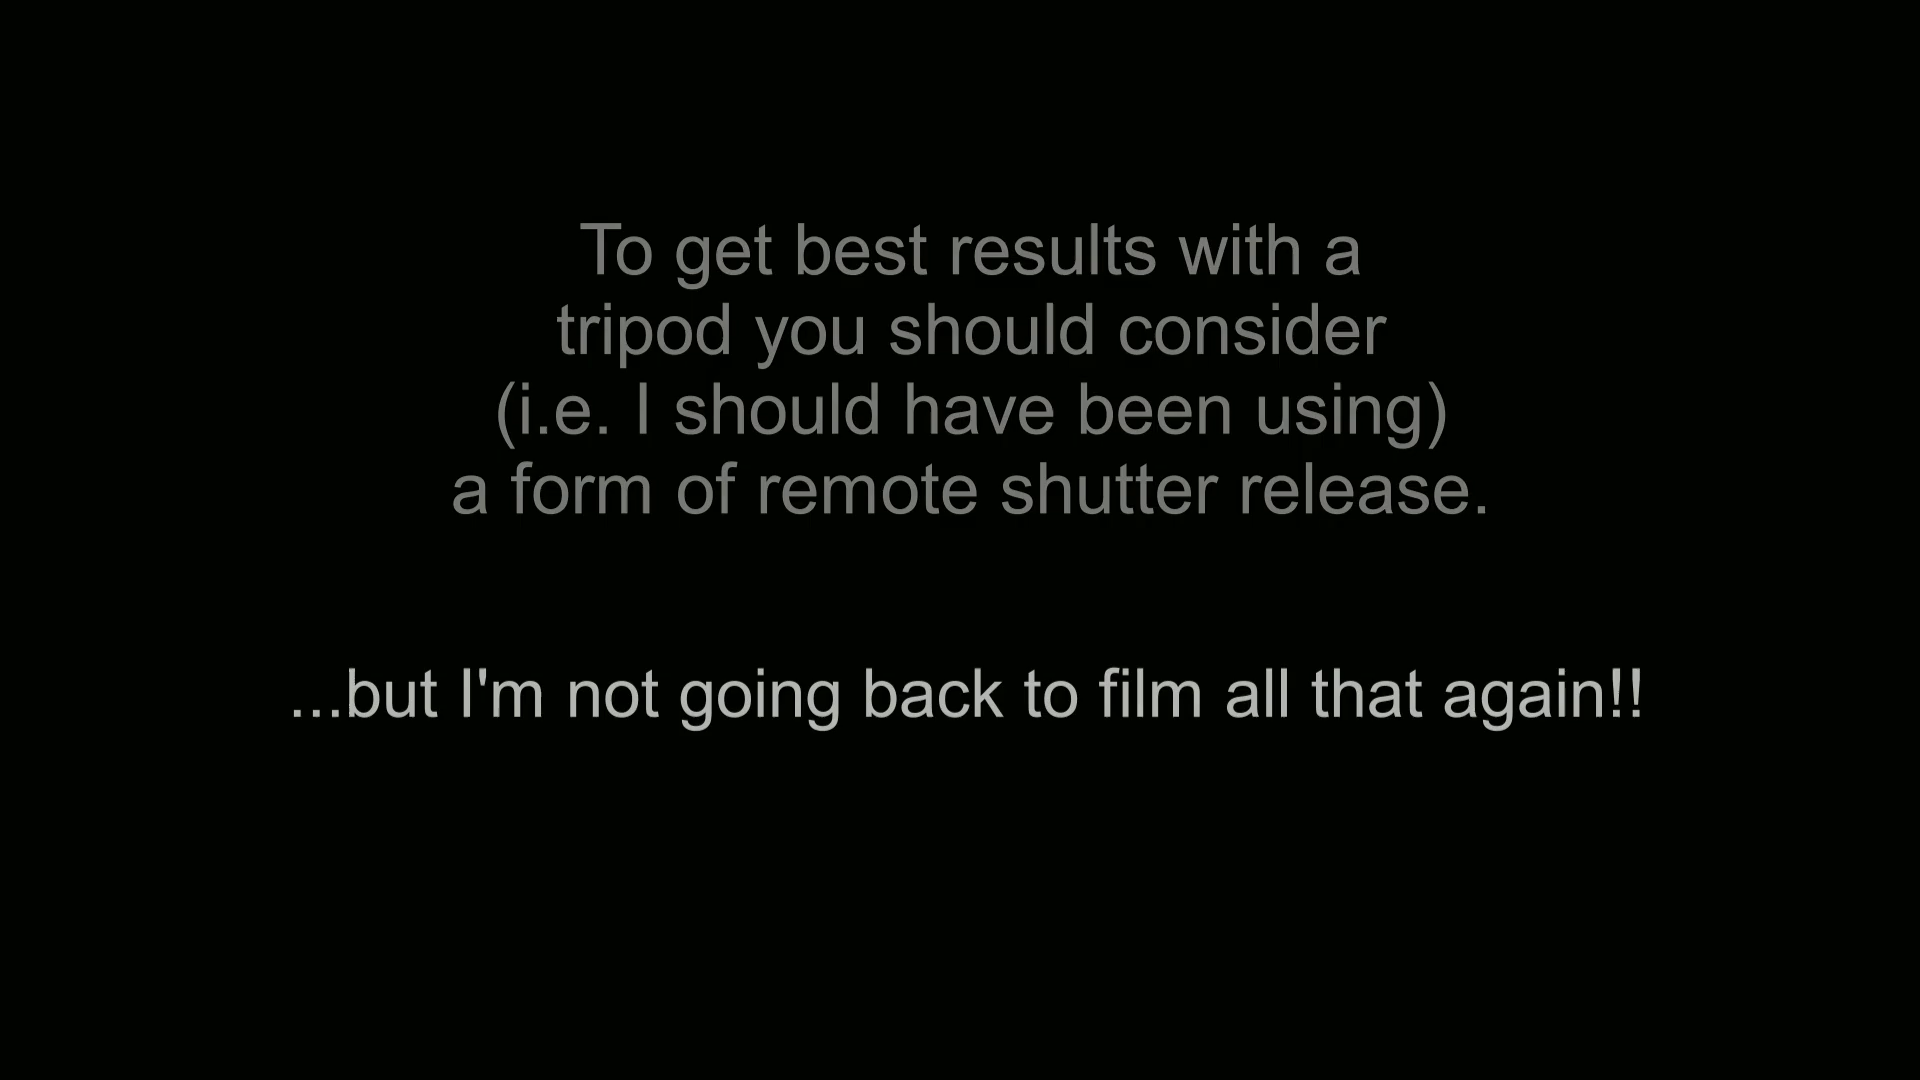 To get best results with a
tripod you should consider
(i.e. I should have been using)
a form of remote shutter release.
...but I'm not going back to film all that again!!